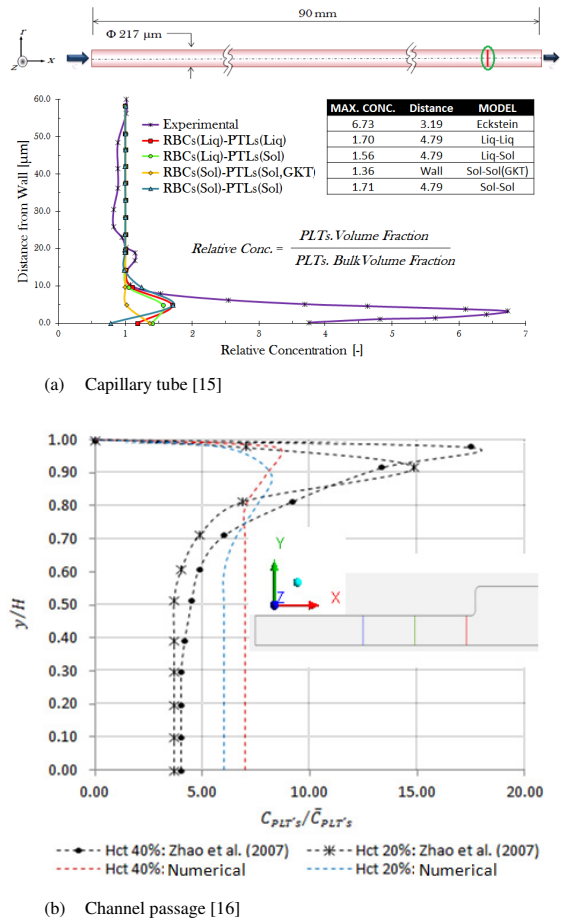 90 mm
Φ 217 µm
r
z x
60.0
50.0
40.0
30.0
20.0
10.0
0.0
Distance from Wall [µm]
Experimental
RBCs(Liq)-PTLs(Liq)
RBCs(Liq)-PTLs(Sol)
RBCs(Sol)-PTLs(Sol,GKT)
RBCs(Sol)-PTLs(Sol)
MAX. CONC. Distance MODEL
6.73 3.19 Eckstein
1.70 4.79 Liq-Liq
1.56 4.79 Liq-Sol
1.36 Wall Sol-Sol(GKT)
1.71 4.79 Sol-Sol
Relative Conc. = PLTs.Volume Fraction
PLTs. BulkVolume Fraction
0 1 2 3 4 5 6 7
Relative Concentration [-]
(a) Capillary tube [15]
1.00
0.90
0.80
0.70
0.60
0.50
0.40
0.30
0.20
0.10
0.00
y/H
Y
Z X
0.00 5.00 10.00 15.00 20.00
C_PLT's/C̄_PLT's
Hct 40%: Zhao et al. (2007) Hct 20%: Zhao et al. (2007)
Hct 40%: Numerical Hct 20%: Numerical
(b) Channel passage [16]